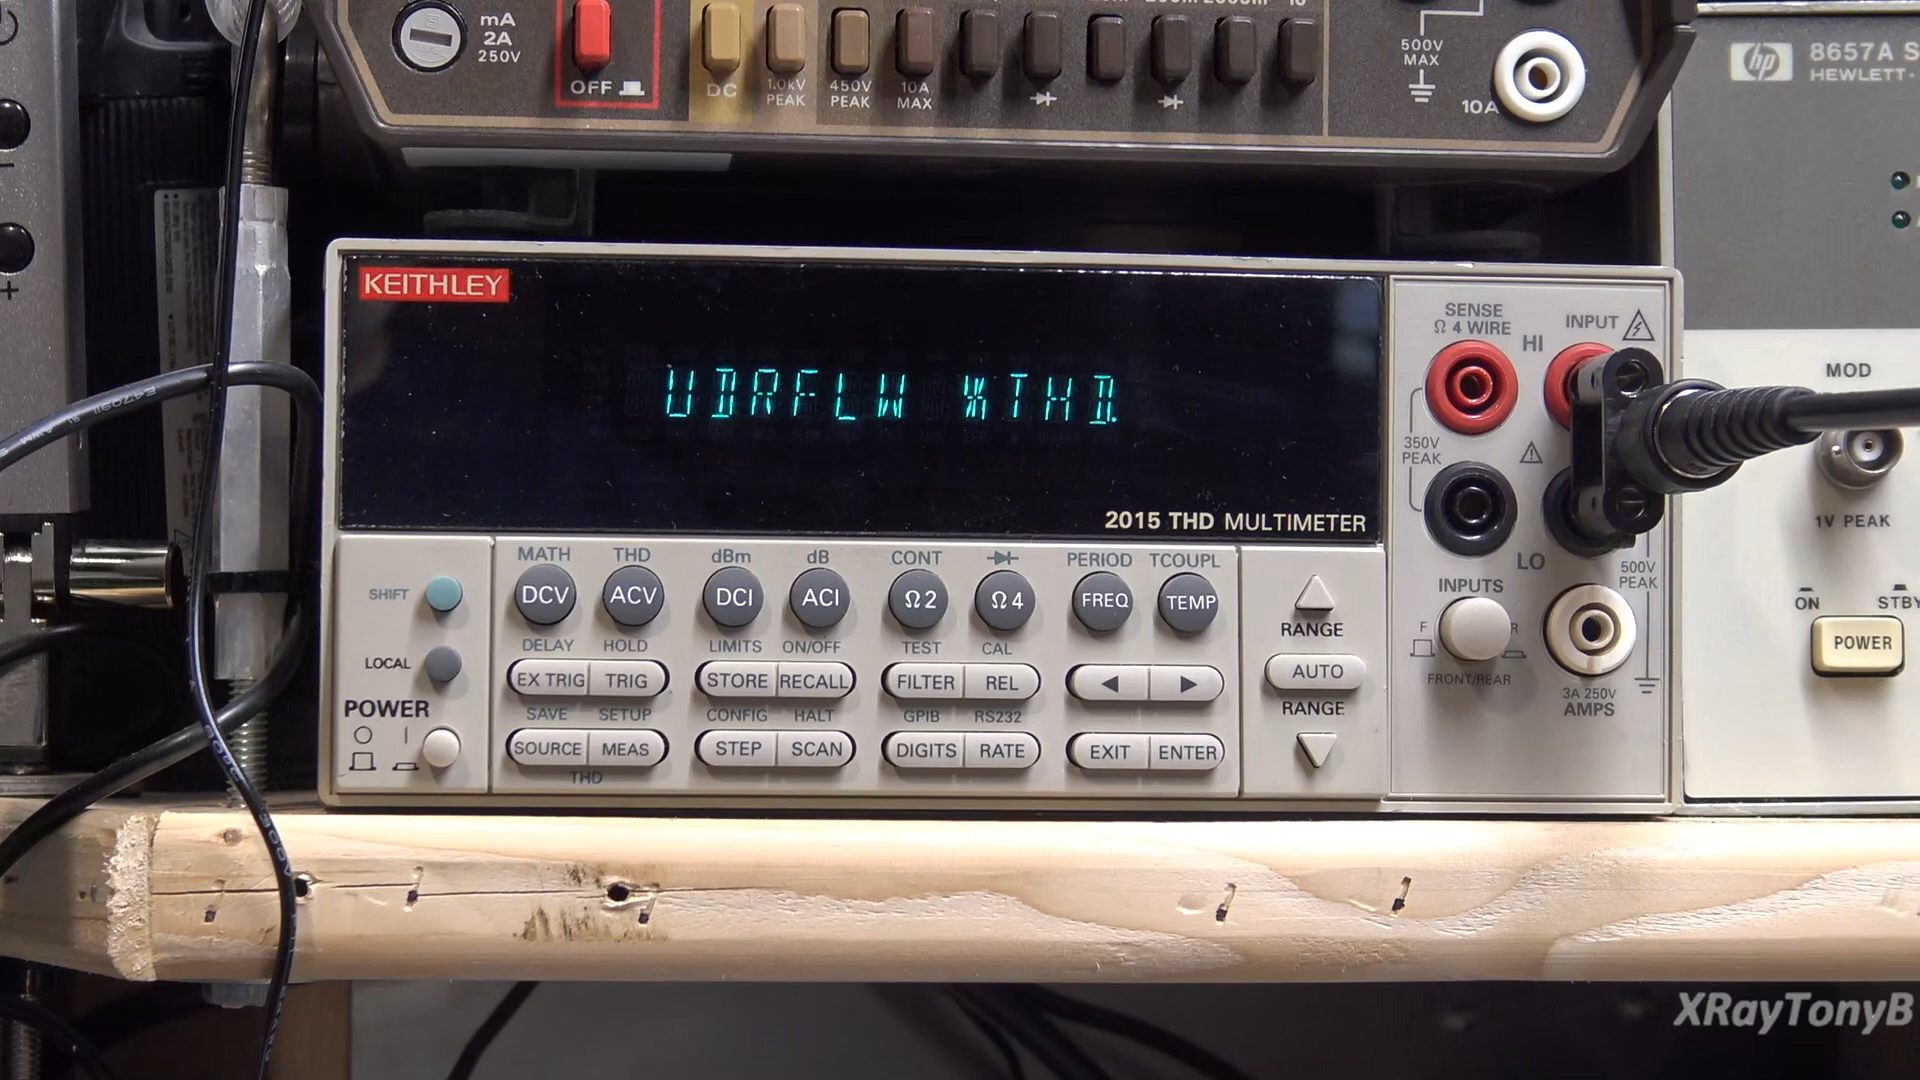 mA
2A
250V
OFF
DC
1.0kV
PEAK
450V
PEAK
10A
MAX
500V
MAX
10A
hp
8657A S
HEWLETT-
KEITHLEY
UDRFLW %THD.
2015 THD MULTIMETER
SENSE
Ω 4 WIRE
INPUT
HI
350V
PEAK
LO
500V
PEAK
INPUTS
F
R
FRONT/REAR
3A 250V
AMPS
MOD
1V PEAK
ON
STBY
POWER
SHIFT
LOCAL
POWER
MATH THD dBm dB CONT PERIOD TCOUPL
DCV ACV DCI ACI Ω2 Ω4 FREQ TEMP
DELAY HOLD LIMITS ON/OFF TEST CAL
EX TRIG TRIG STORE RECALL FILTER REL
SAVE SETUP CONFIG HALT GPIB RS232
SOURCE MEAS STEP SCAN DIGITS RATE EXIT ENTER
THD
RANGE
AUTO
RANGE
E470911
300V
XRayTonyB